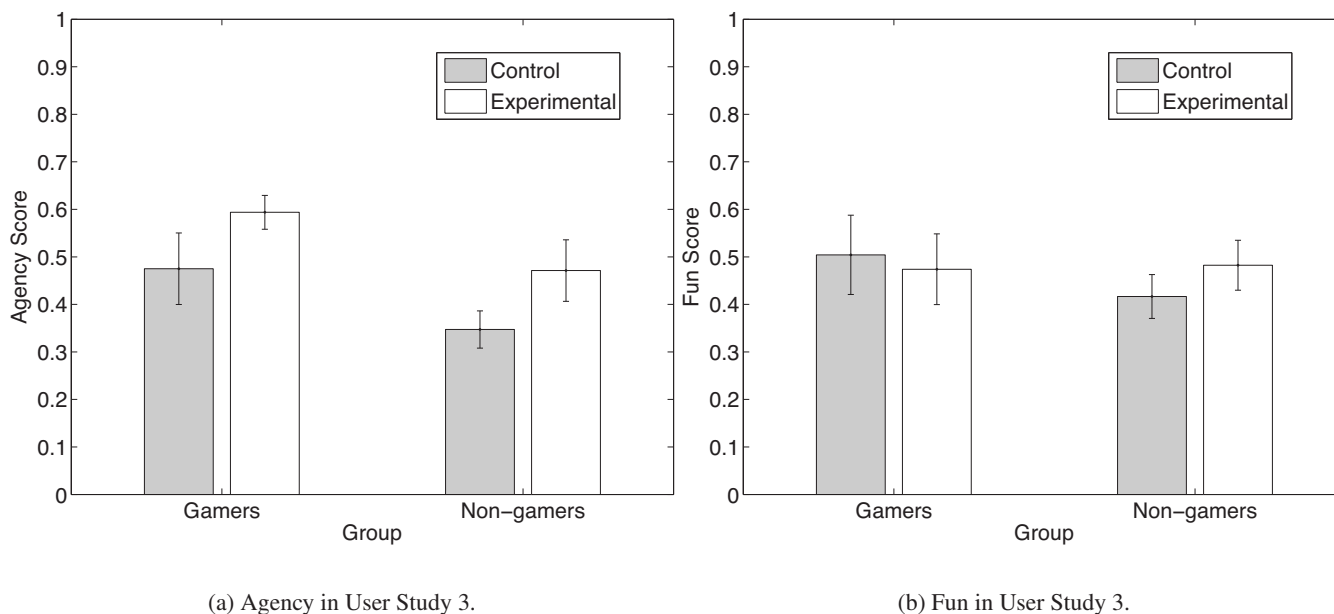 1
0.9
0.8
0.7
0.6
0.5
0.4
0.3
0.2
0.1
0
Agency Score
Control
Experimental
Gamers
Non-gamers
Group
(a) Agency in User Study 3.
1
0.9
0.8
0.7
0.6
0.5
0.4
0.3
0.2
0.1
0
Fun Score
Control
Experimental
Gamers
Non-gamers
Group
(b) Fun in User Study 3.